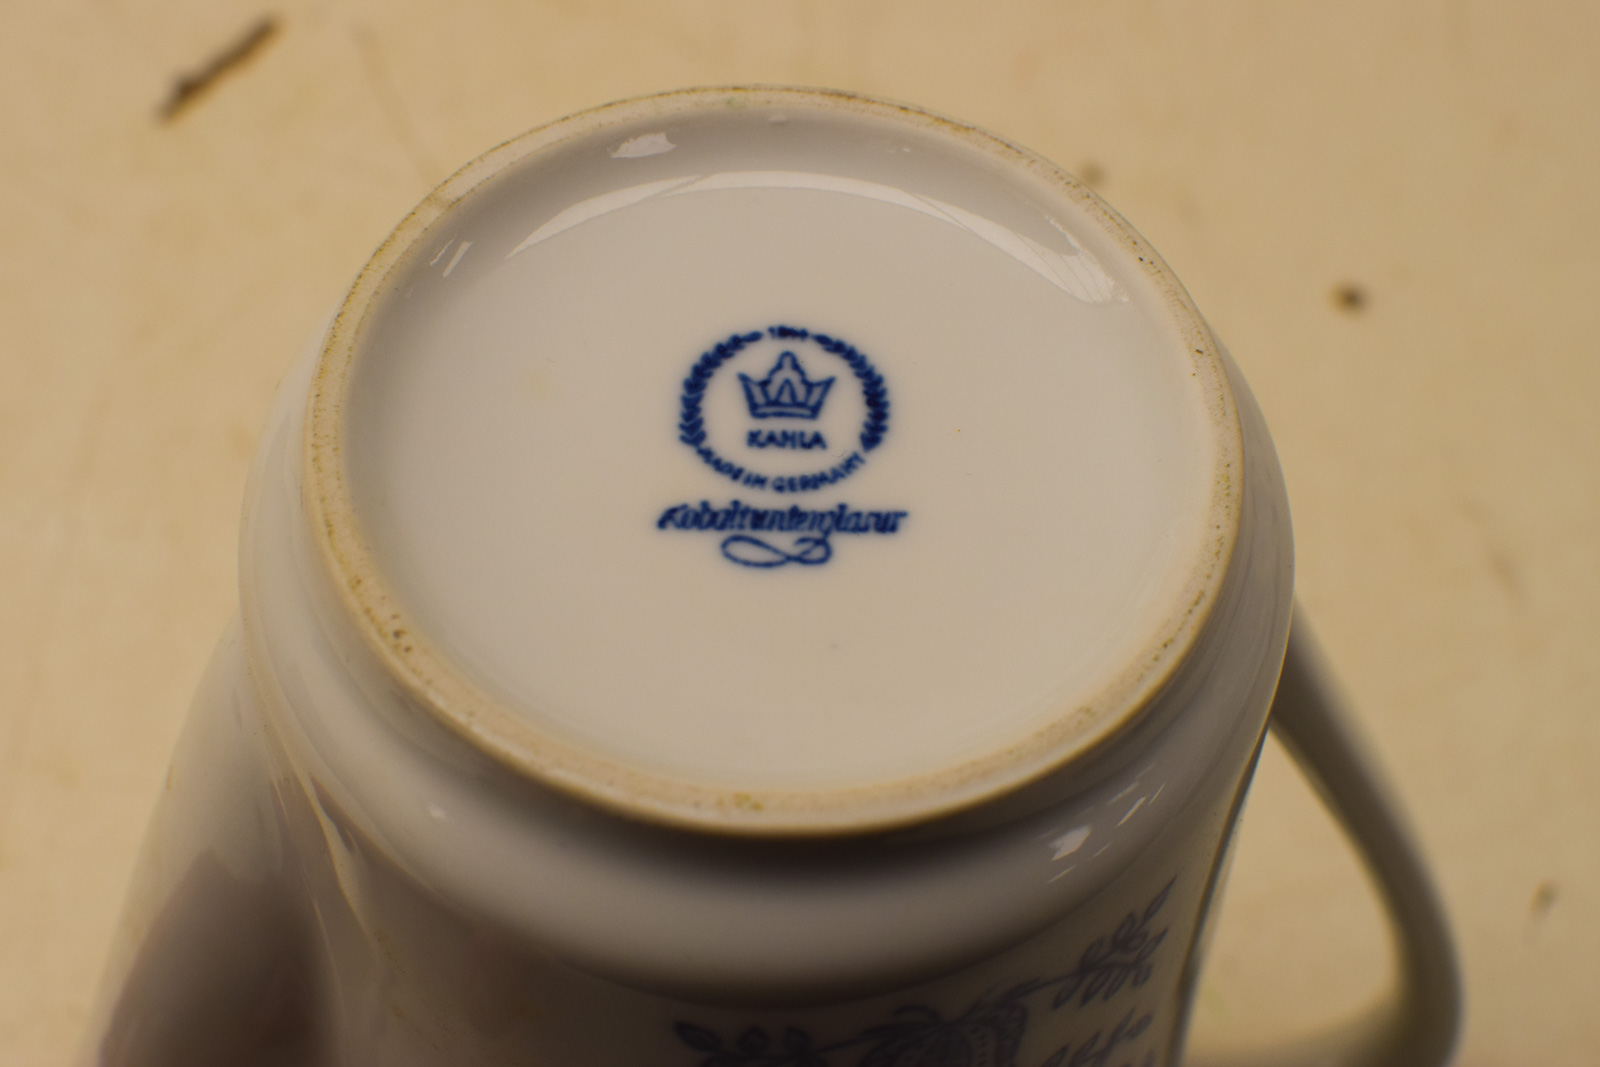 KAHLA
MADE IN GERMANY
Kobaltunterglasur